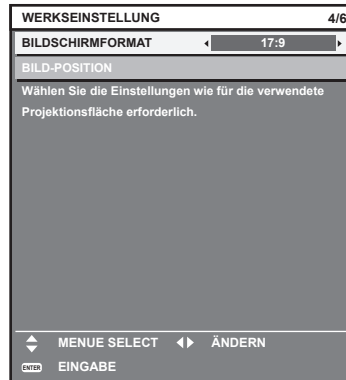 WERKSEINSTELLUNG 4/6
BILDSCHIRMFORMAT 17:9
BILD-POSITION
Wählen Sie die Einstellungen wie für die verwendete
Projektionsfläche erforderlich.
MENUE SELECT ÄNDERN
ENTER EINGABE